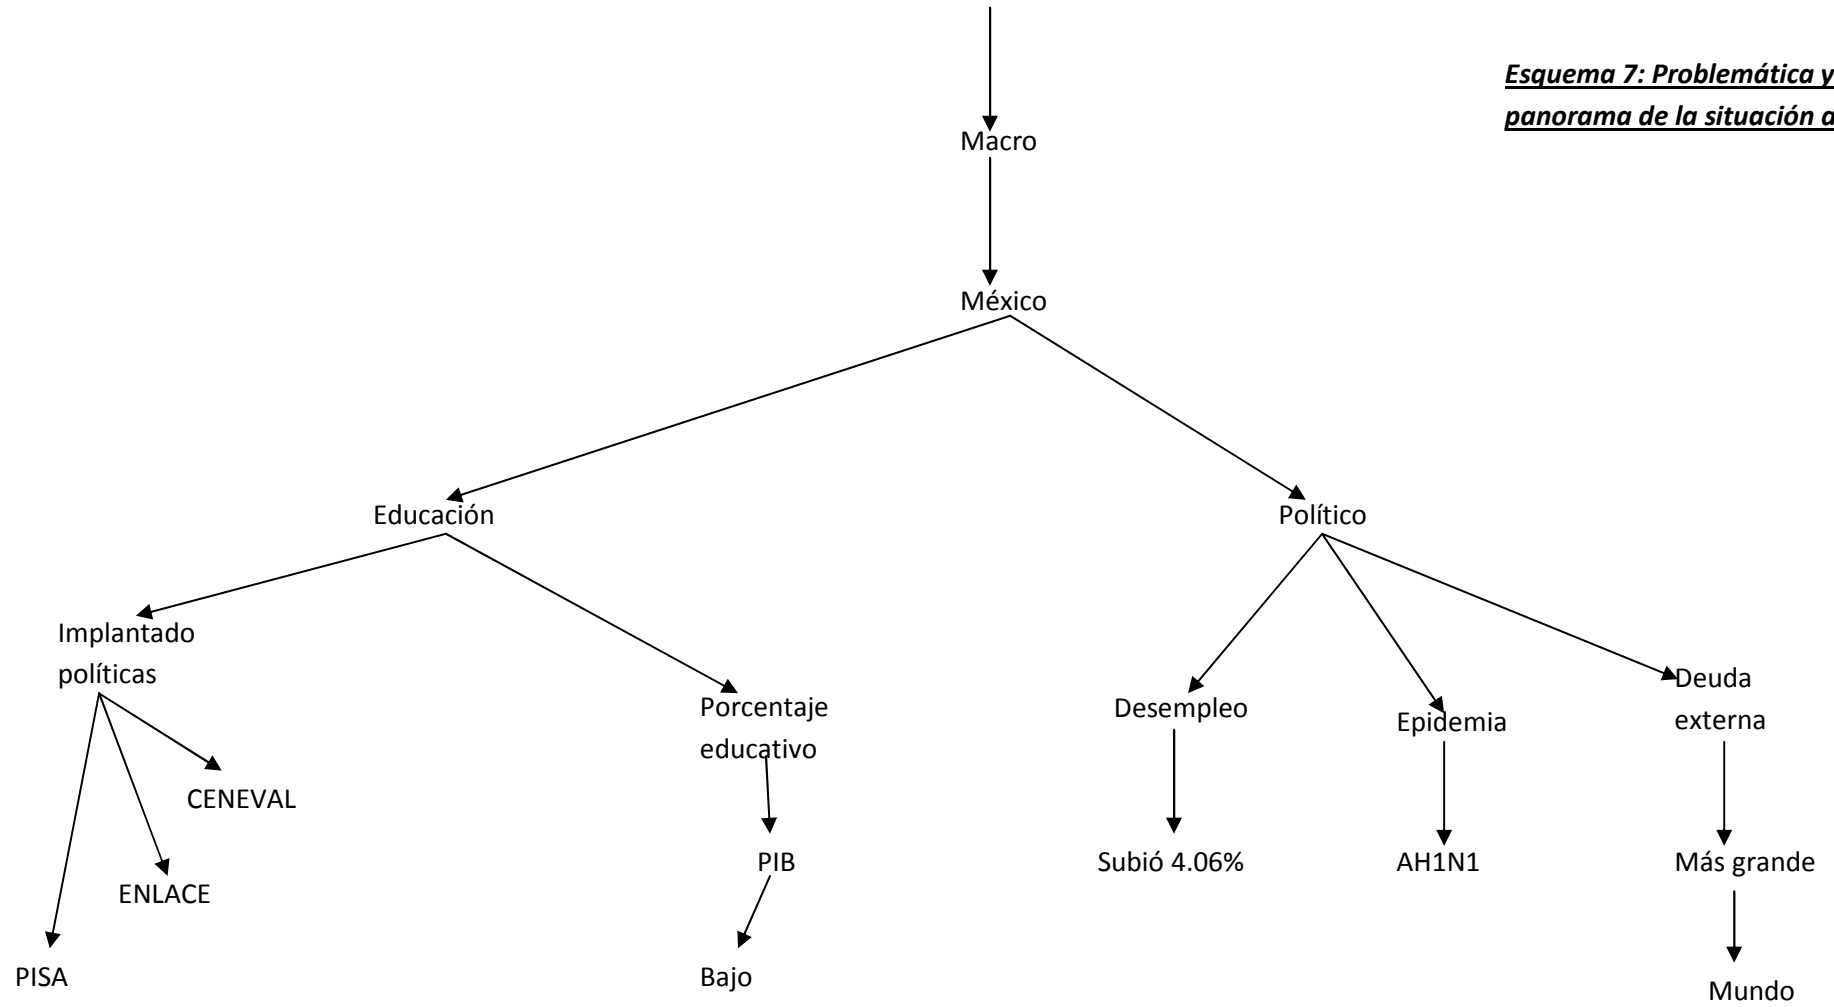 Esquema 7: Problemática y
panorama de la situación a
Macro
México
Educación
Político
Implantado
políticas
Porcentaje
educativo
Desempleo
Epidemia
Deuda
externa
CENEVAL
ENLACE
PISA
PIB
Bajo
Subió 4.06%
AH1N1
Más grande
Mundo